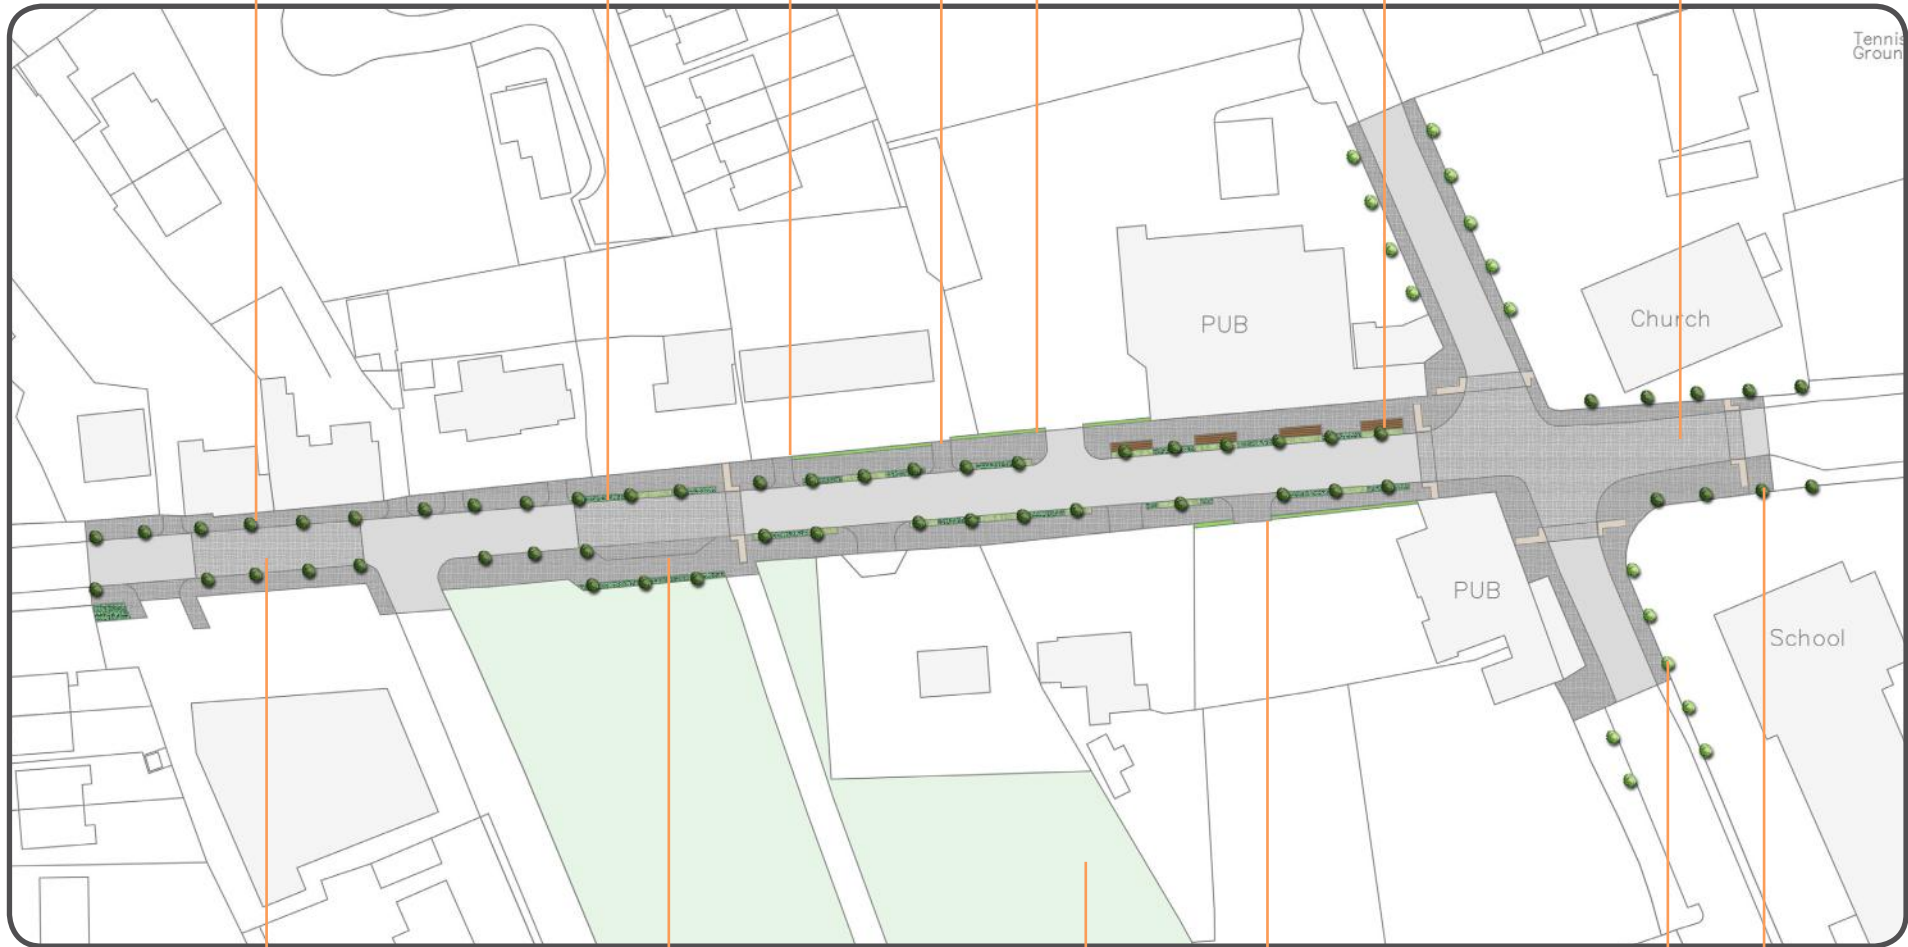 Tennis
Groun
PUB
Church
PUB
School